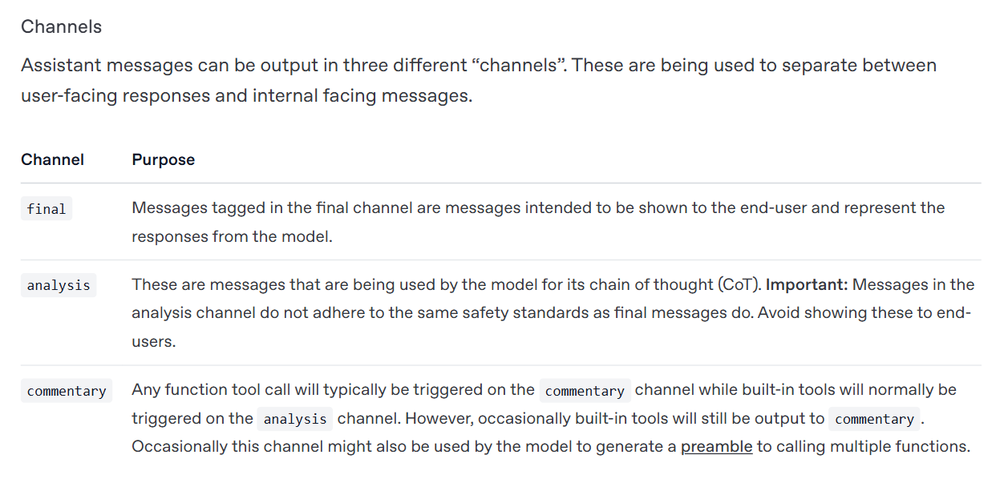 Channels
Assistant messages can be output in three different “channels”. These are being used to separate between
user-facing responses and internal facing messages.
Channel Purpose
final Messages tagged in the final channel are messages intended to be shown to the end-user and represent the
responses from the model.
analysis These are messages that are being used by the model for its chain of thought (CoT). Important: Messages in the
analysis channel do not adhere to the same safety standards as final messages do. Avoid showing these to end-
users.
commentary Any function tool call will typically be triggered on the commentary channel while built-in tools will normally be
triggered on the analysis channel. However, occasionally built-in tools will still be output to commentary.
Occasionally this channel might also be used by the model to generate a preamble to calling multiple functions.